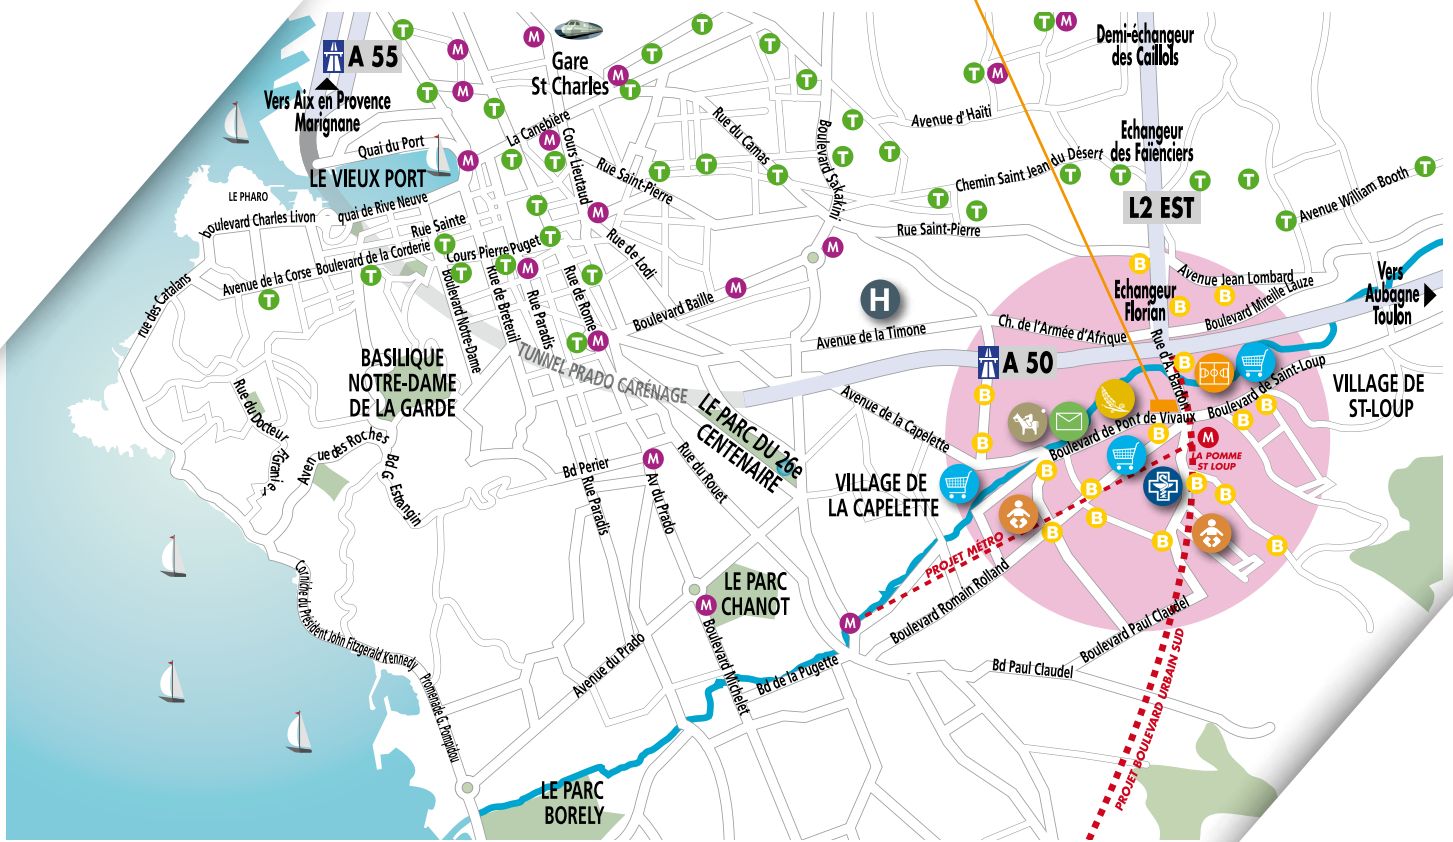 A 55
Vers Aix en Provence
Marignane
Gare
St Charles
Demi-échangeur
des Caillols
Quai du Port
La Canebière
Cours Lieutaud
Rue du Camas
Boulevard Sakakini
Avenue d'Haïti
Echangeur
des Faïenciers
LE VIEUX PORT
LE PHARO
Rue Saint-Pierre
Chemin Saint Jean du Désert
L2 EST
Avenue William Booth
boulevard Charles Livon
quai de Rive Neuve
Rue Sainte
Rue de Lodi
Rue Saint-Pierre
Avenue de la Corse
Boulevard de la Corderie
Cours Pierre Puget
rue des Catalans
Boulevard Notre-Dame
Rue de Breteuil
Rue Paradis
Rue de Rome
Boulevard Baille
H
Avenue de la Timone
Ch. de l'Armée d'Afrique
Echangeur
Florian
Avenue Jean Lombard
Boulevard Mireille Lauze
Vers
Aubagne
Toulon
Rue d'A. Bardon
A 50
BASILIQUE
NOTRE-DAME
DE LA GARDE
TUNNEL PRADO CARÉNAGE
LE PARC DU 26e
CENTENAIRE
Avenue de la Capelette
Boulevard de Pont de Vivaux
Boulevard de Saint-Loup
VILLAGE DE
ST-LOUP
Rue du Docteur
Avenue des Roches
Bd G Estrangin
Bd Perier
Rue Paradis
Av du Prado
Rue du Rouet
VILLAGE DE
LA CAPELETTE
LA POMME
ST LOUP
PROJET MÉTRO
Boulevard Romain Rolland
Corniche du Président John Fitzgerald Kennedy
LE PARC
CHANOT
Boulevard Michelet
Avenue du Prado
Bd de la Pugette
Bd Paul Claudel
Boulevard Paul Claudel
PROJET BOULEVARD URBAIN SUD
Promenade G. Pompidou
LE PARC
BORELY